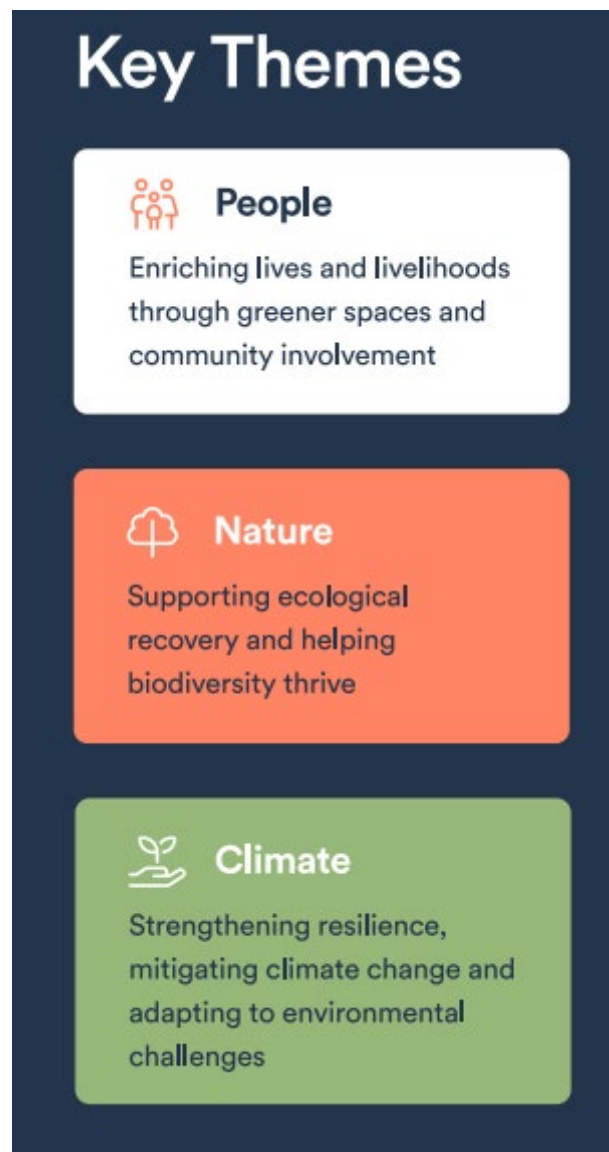 Key Themes
People
Enriching lives and livelihoods
through greener spaces and
community involvement
Nature
Supporting ecological
recovery and helping
biodiversity thrive
Climate
Strengthening resilience,
mitigating climate change and
adapting to environmental
challenges